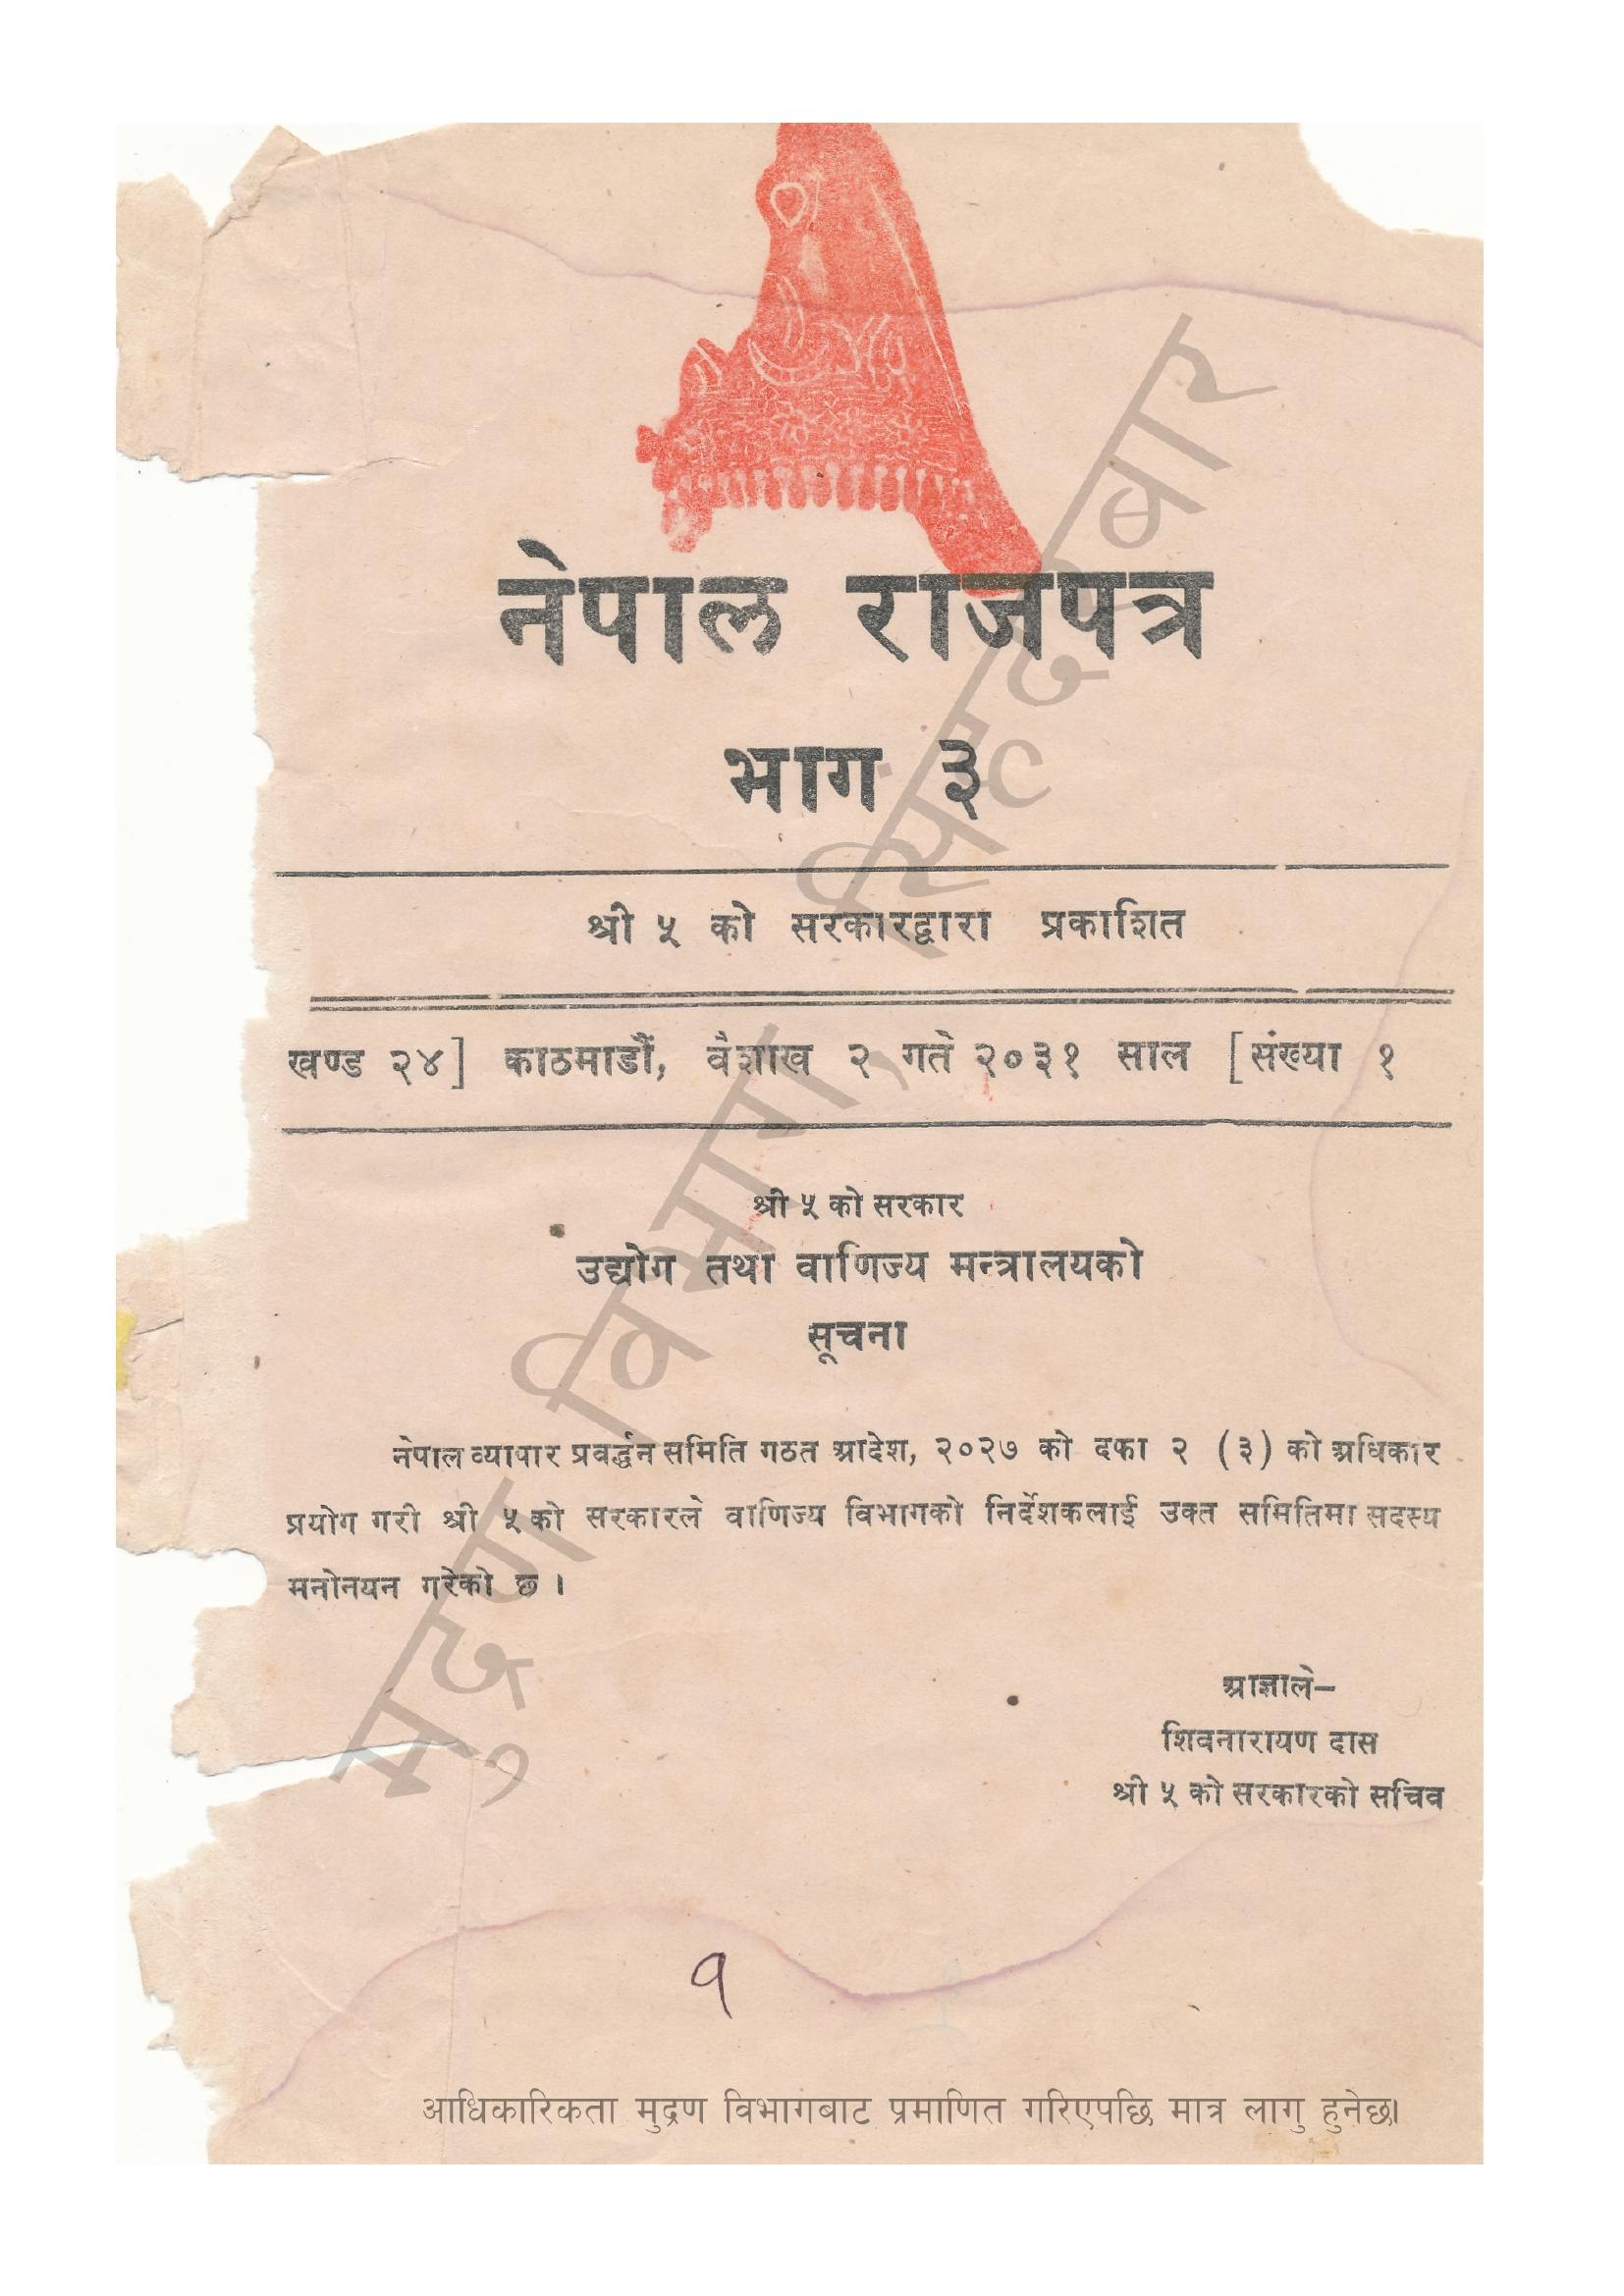 नेपाल राजपत्र
भाग ३
श्री ५ को सरकारद्वारा प्रकाशित
खण्ड २४] काठमाडौं, वैशाख २ गते २०३१ साल [संख्या १
श्री ५ को सरकार
उद्योग तथा वाणिज्य मन्त्रालयको
सूचना
नेपाल व्यापार प्रवर्द्धन समिति गठत आदेश, २०२७ को दफा २ (३) को अधिकार
प्रयोग गरी श्री ५ को सरकारले वाणिज्य विभागको निर्देशकलाई उक्त समितिमा सदस्य
मनोनयन गरेको छ ।
आज्ञाले–
शिवनारायण दास
श्री ५ को सरकारको सचिव
१
आधिकारिकता मुद्रण विभागबाट प्रमाणित गरिएपछि मात्र लागु हुनेछ।
मुद्रण विभाग, सिंहदरबार